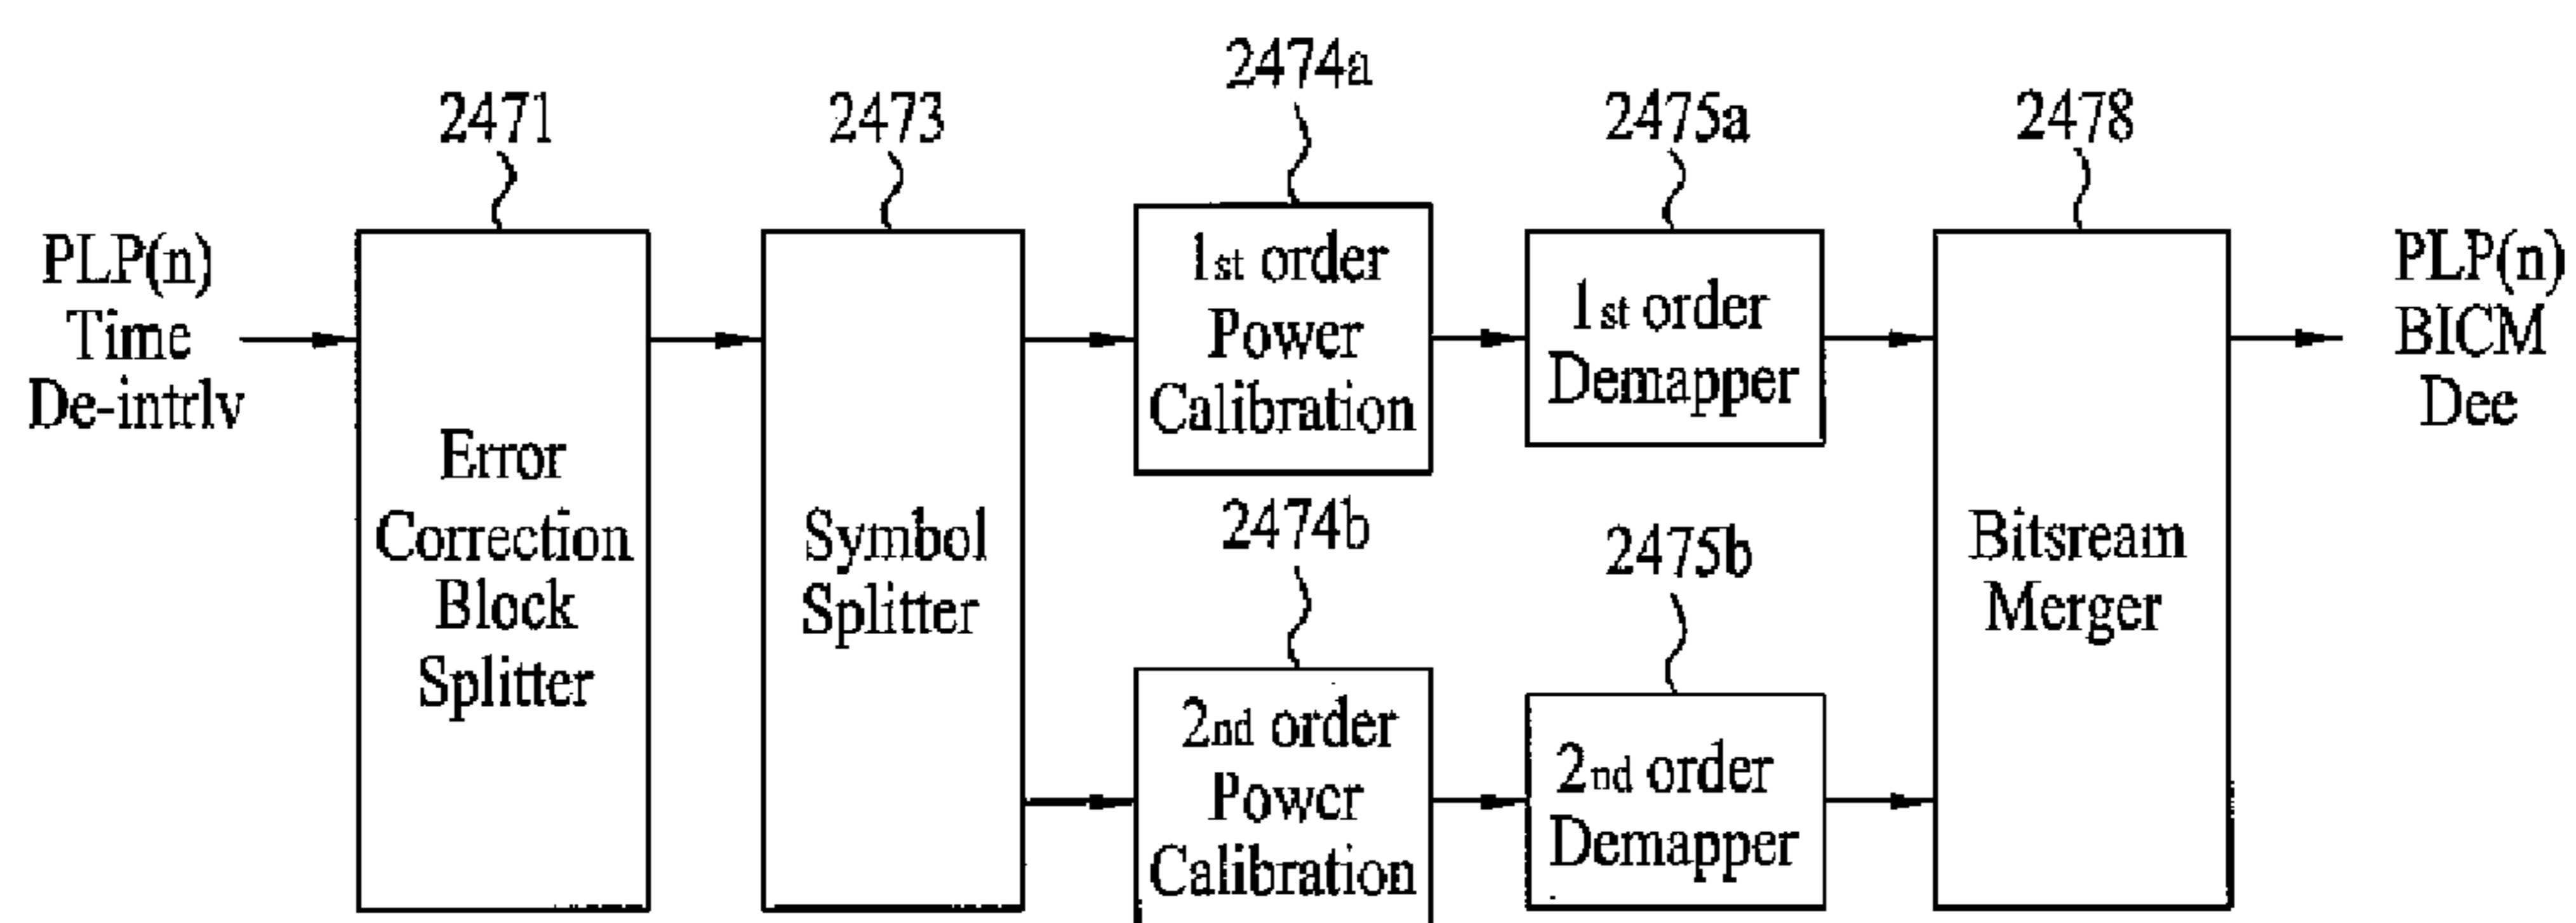 2471
2473
2474a
2475a
2478
PLP(n)
Time
De-intrlv
Error
Correction
Block
Splitter
Symbol
Splitter
1st order
Power
Calibration
1st order
Demapper
2474b
2nd order
Power
Calibration
2475b
2nd order
Demapper
Bitsream
Merger
PLP(n)
BICM
Dee